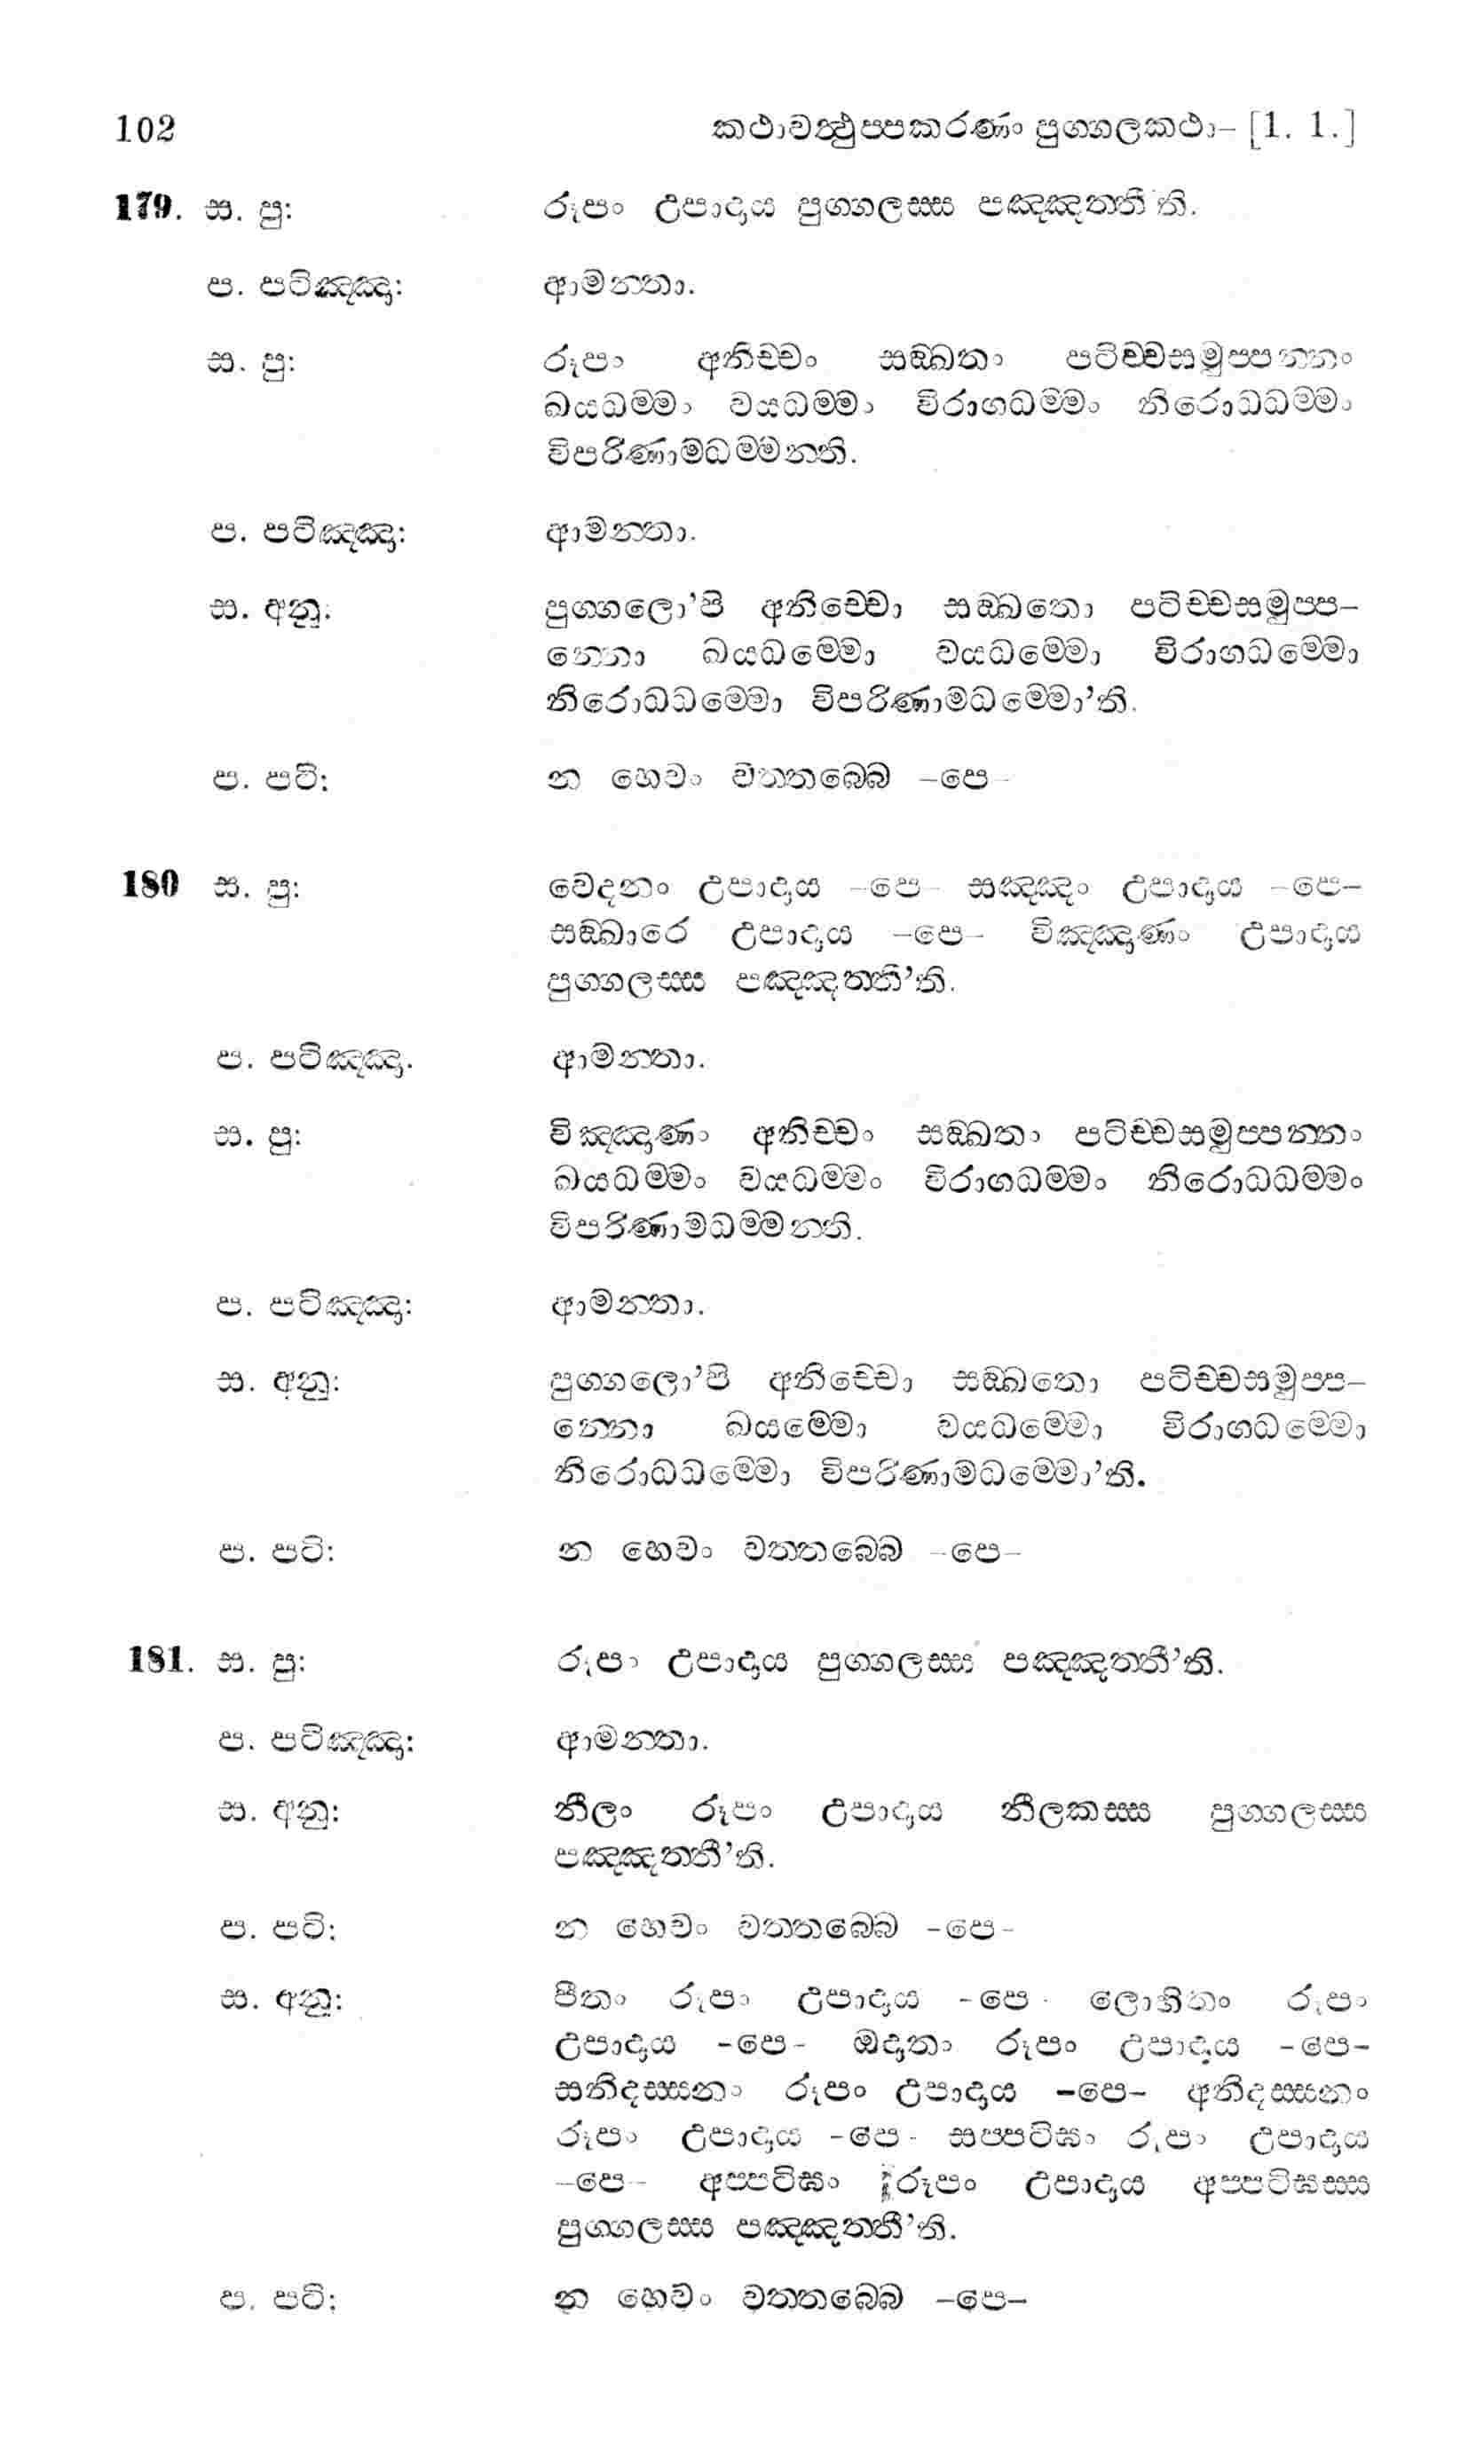 102 කථාවත්‍ථුප්පකරණං පුග්ගලකථා- [1. 1.]
179. ස. පු: රූපං උපාදාය පුග්ගලස්ස පඤ්ඤත්තී'ති.
ප. පටිඤ්ඤා: ආමන්තා.
ස. පු: රූපං අනිච්චං සඞ්ඛතං පටිච්චසමුප්පන්නං
ඛයධම්මං වයධම්මං විරාගධම්මං නිරොධධම්මං
විපරිණාමධම්මන්ති.
ප. පටිඤ්ඤා: ආමන්තා.
ස. අනු: පුග්ගලො'පි අනිච්චො සඞ්ඛතො පටිච්චසමුප්ප-
න්නො ඛයධම්මො වයධම්මො විරාගධම්මො
නිරොධධම්මො විපරිණාමධම්මො'ති.
ප. පටි: න හෙවං වත්තබ්බෙ -පෙ-
180 ස. පු: වෙදනං උපාදාය -පෙ- සඤ්ඤං උපාදාය -පෙ-
සඞ්ඛාරෙ උපාදාය -පෙ- විඤ්ඤාණං උපාදාය
පුග්ගලස්ස පඤ්ඤත්තී'ති.
ප. පටිඤ්ඤා. ආමන්තා.
ස. පු: විඤ්ඤාණං අනිච්චං සඞ්ඛතං පටිච්චසමුප්පන්නං
ඛයධම්මං වයධම්මං විරාගධම්මං නිරොධධම්මං
විපරිණාමධම්මන්ති.
ප. පටිඤ්ඤා: ආමන්තා.
ස. අනු: පුග්ගලො'පි අනිච්චො සඞ්ඛතො පටිච්චසමුප්ප-
න්නො ඛයම්මො වයධම්මො විරාගධම්මො
නිරොධධම්මො විපරිණාමධම්මො'ති.
ප. පටි: න හෙවං වත්තබ්බෙ -පෙ-
181. ස. පු: රූපං උපාදාය පුග්ගලස්ස පඤ්ඤත්තී'ති.
ප. පටිඤ්ඤා: ආමන්තා.
ස. අනු: නීලං රූපං උපාදාය නීලකස්ස පුග්ගලස්ස
පඤ්ඤත්තී'ති.
ප. පටි: න හෙවං වත්තබ්බෙ -පෙ-
ස. අනු: පීතං රූපං උපාදාය -පෙ- ලොහිතං රූපං
උපාදාය -පෙ- ඔදාතං රූපං උපාදාය -පෙ-
සනිදස්සනං රූපං උපාදාය -පෙ- අනිදස්සනං
රූපං උපාදාය -පෙ- සප්පටිඝං රූපං උපාදාය
-පෙ- අප්පටිඝං රූපං උපාදාය අප්පටිඝස්ස
පුග්ගලස්ස පඤ්ඤත්තී'ති.
ප. පටි: න හෙවං වත්තබ්බෙ -පෙ-